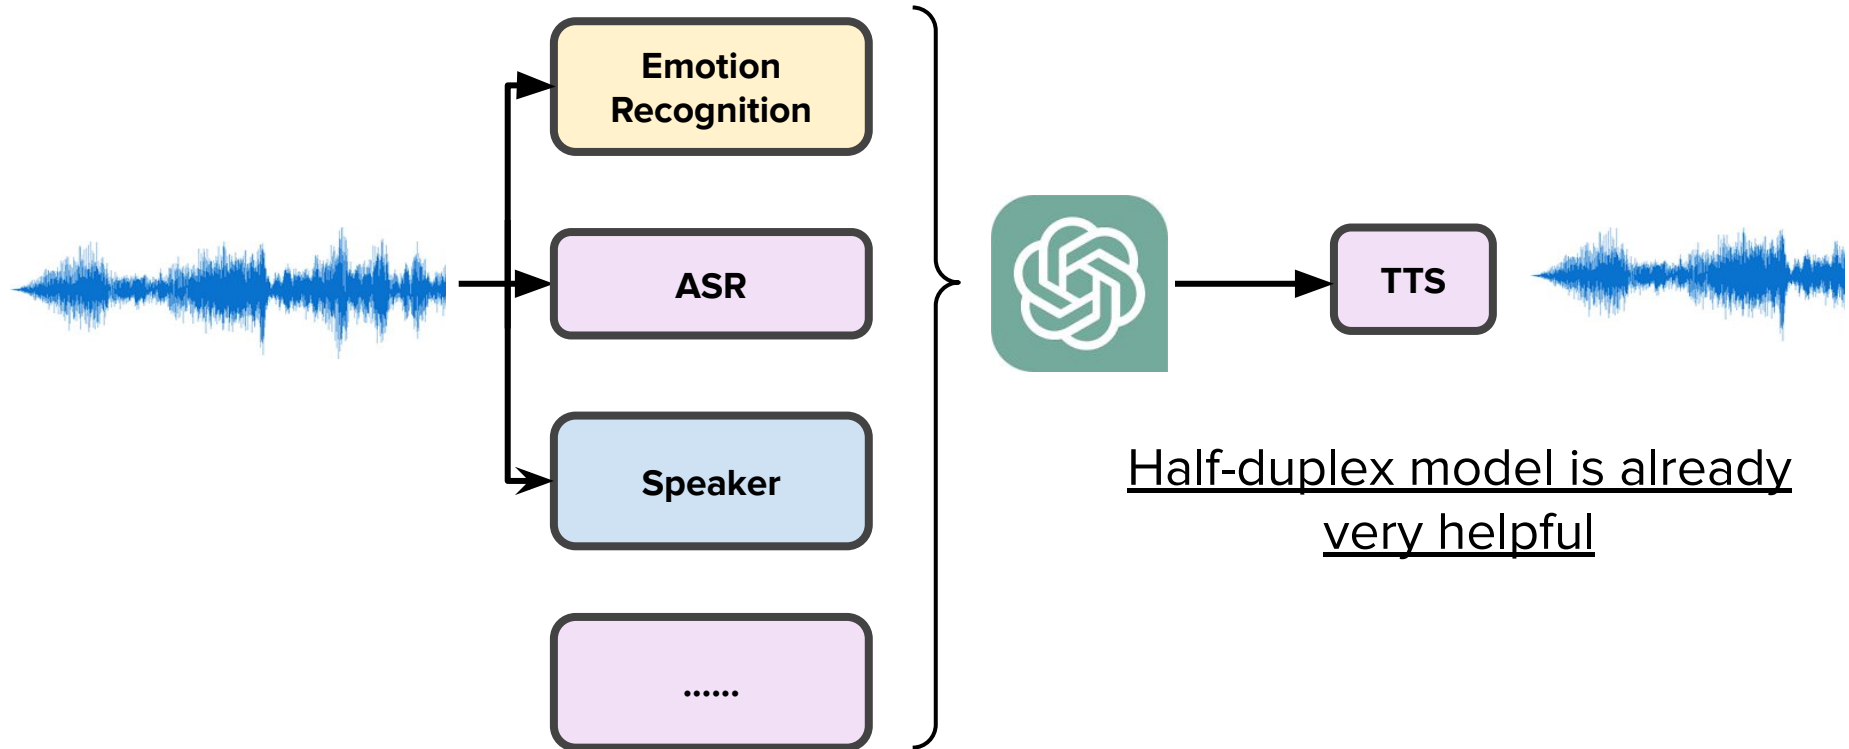 Emotion
Recognition
ASR
Speaker
......
TTS
Half-duplex model is already
very helpful